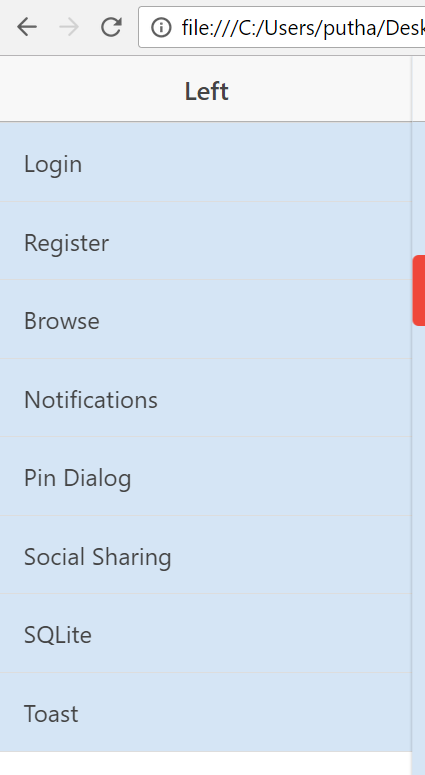 file:///C:/Users/putha/Desk
Left
Login
Register
Browse
Notifications
Pin Dialog
Social Sharing
SQLite
Toast